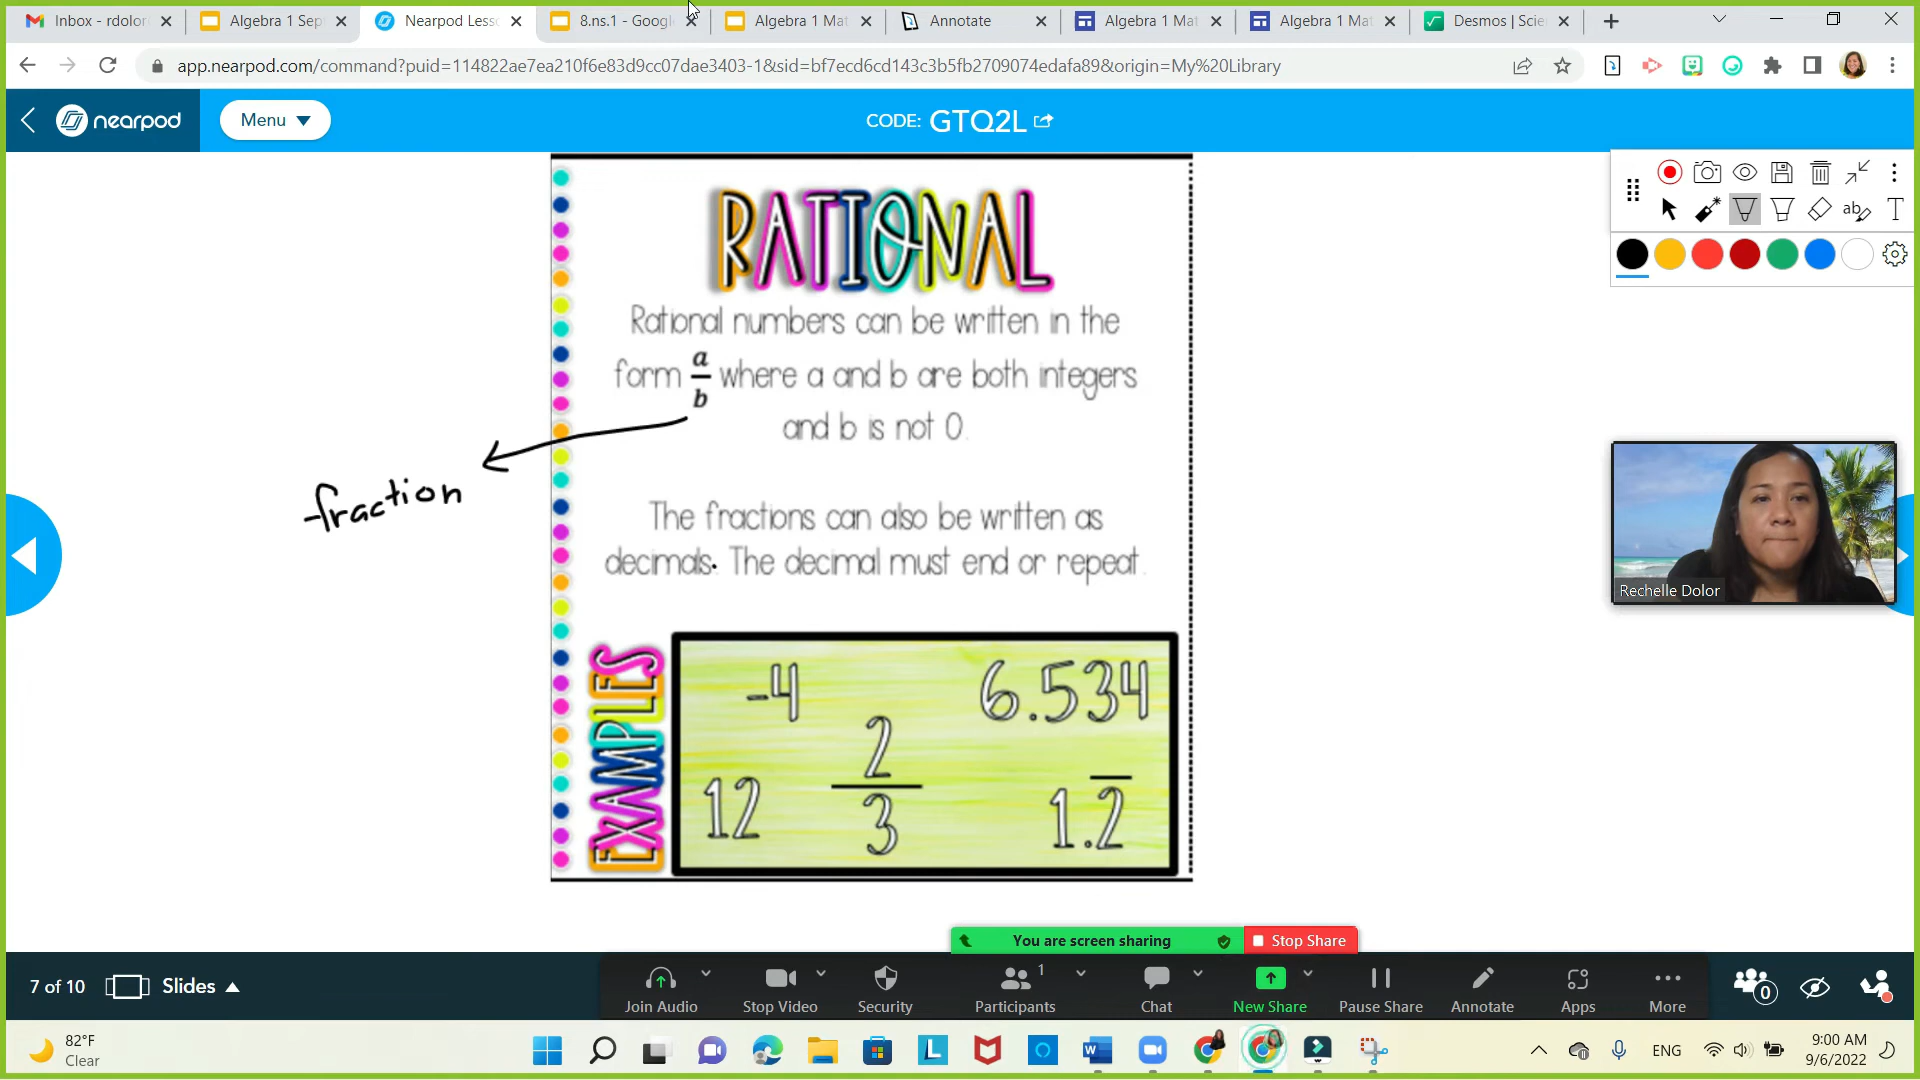 Inbox - rdolor
Algebra 1 Sep
Nearpod Less
8.ns.1 - Googl
Algebra 1 Mat
Annotate
Algebra 1 Mat
Algebra 1 Mat
Desmos | Scie
app.nearpod.com/command?puid=114822ae7ea210f6e83d9cc07dae3403-1&sid=bf7ecd6cd143c3b5fb2709074edafa89&origin=My%20Library
nearpod
Menu
CODE: GTQ2L
RATIONAL
Rational numbers can be written in the
form a/b where a and b are both integers
and b is not 0.
fraction
The fractions can also be written as
decimals. The decimal must end or repeat.
EXAMPLES
-4
6.534
2/3
12
1.2̅
Rechelle Dolor
You are screen sharing
Stop Share
7 of 10
Slides
Join Audio
Stop Video
Security
Participants
1
Chat
New Share
Pause Share
Annotate
Apps
More
0
82°F
Clear
ENG
9:00 AM
9/6/2022